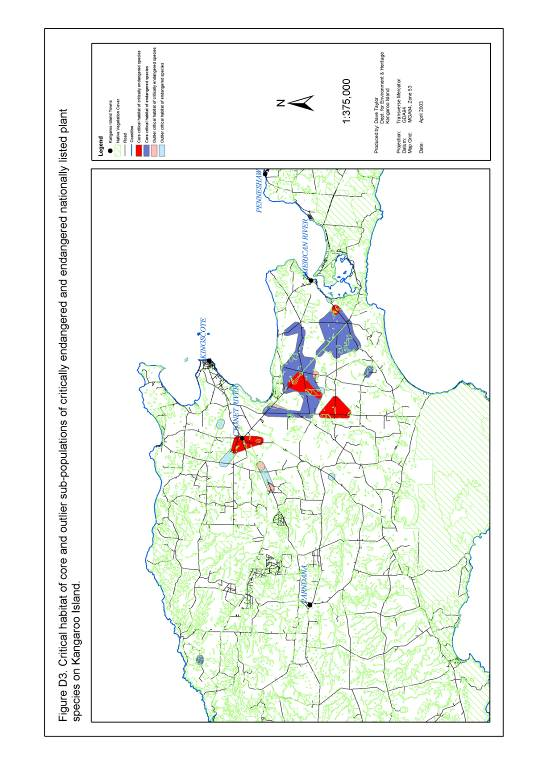 Figure D3. Critical habitat of core and outlier sub-populations of critically endangered and endangered nationally listed plant
species on Kangaroo Island.
Legend
Kangaroo Island Towns
Native Vegetation Cover
Road
Coastline
Core critical habitat of critically endangered species
Core critical habitat of endangered species
Outlier critical habitat of critically endangered species
Outlier critical habitat of endangered species
N
1:375,000
Produced by: Dave Taylor
Dept. for Environment & Heritage
Kangaroo Island
Projection: Transverse Mercator
Datum: GDA94
Map Grid: MGA94, Zone 53
Date: April 2003
PENNESHAW
AMERICAN RIVER
KINGSCOTE
PARNDANA